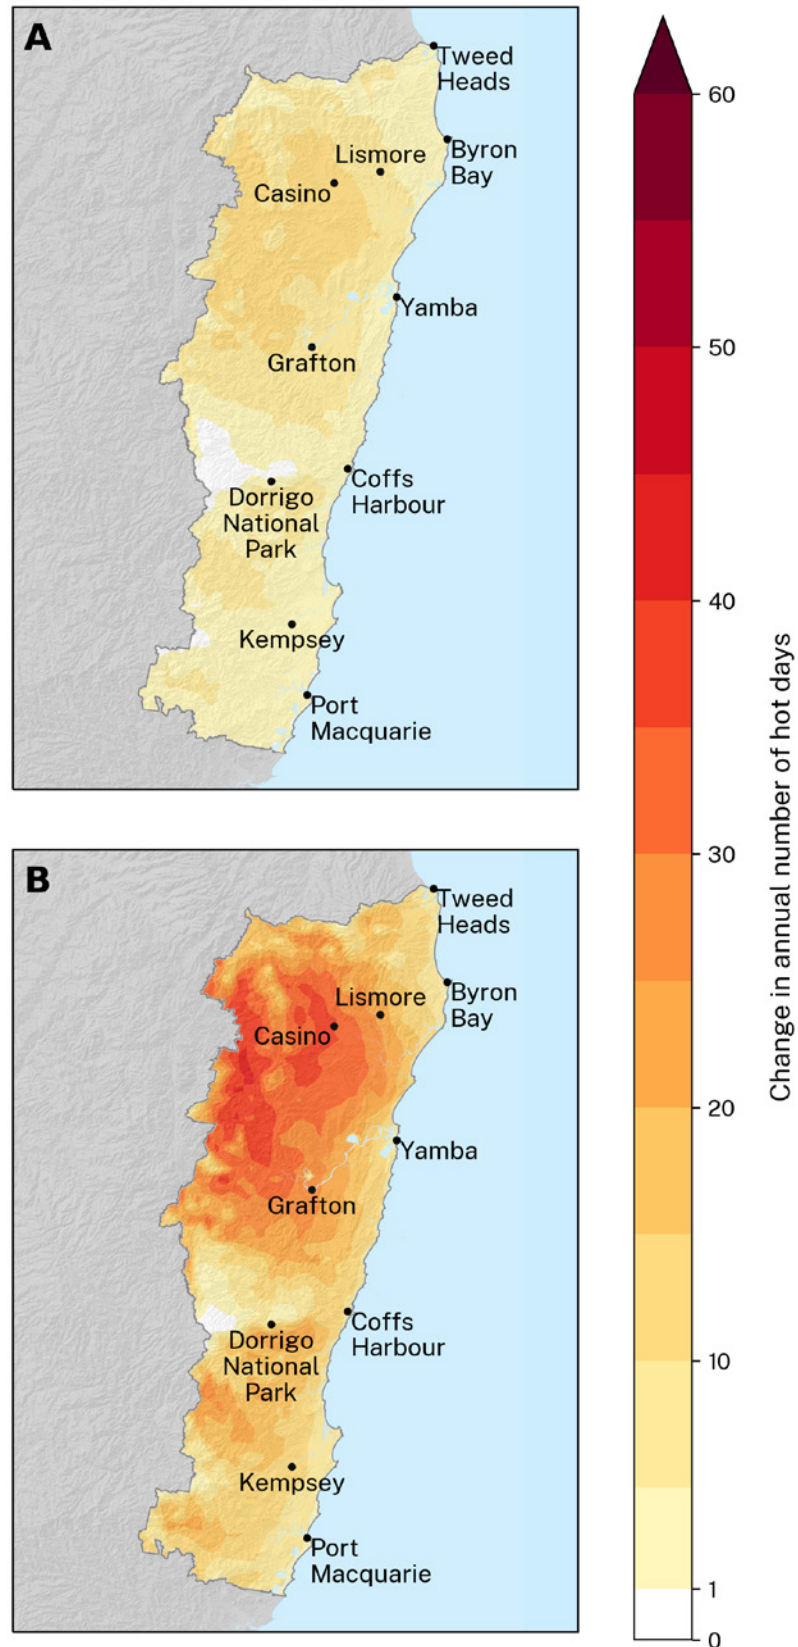 A
Tweed
Heads
Byron
Bay
Lismore
Casino
Yamba
Grafton
Coffs
Harbour
Dorrigo
National
Park
Kempsey
Port
Macquarie
B
Tweed
Heads
Byron
Bay
Lismore
Casino
Yamba
Grafton
Coffs
Harbour
Dorrigo
National
Park
Kempsey
Port
Macquarie
60
50
40
30
20
10
1
0
Change in annual number of hot days